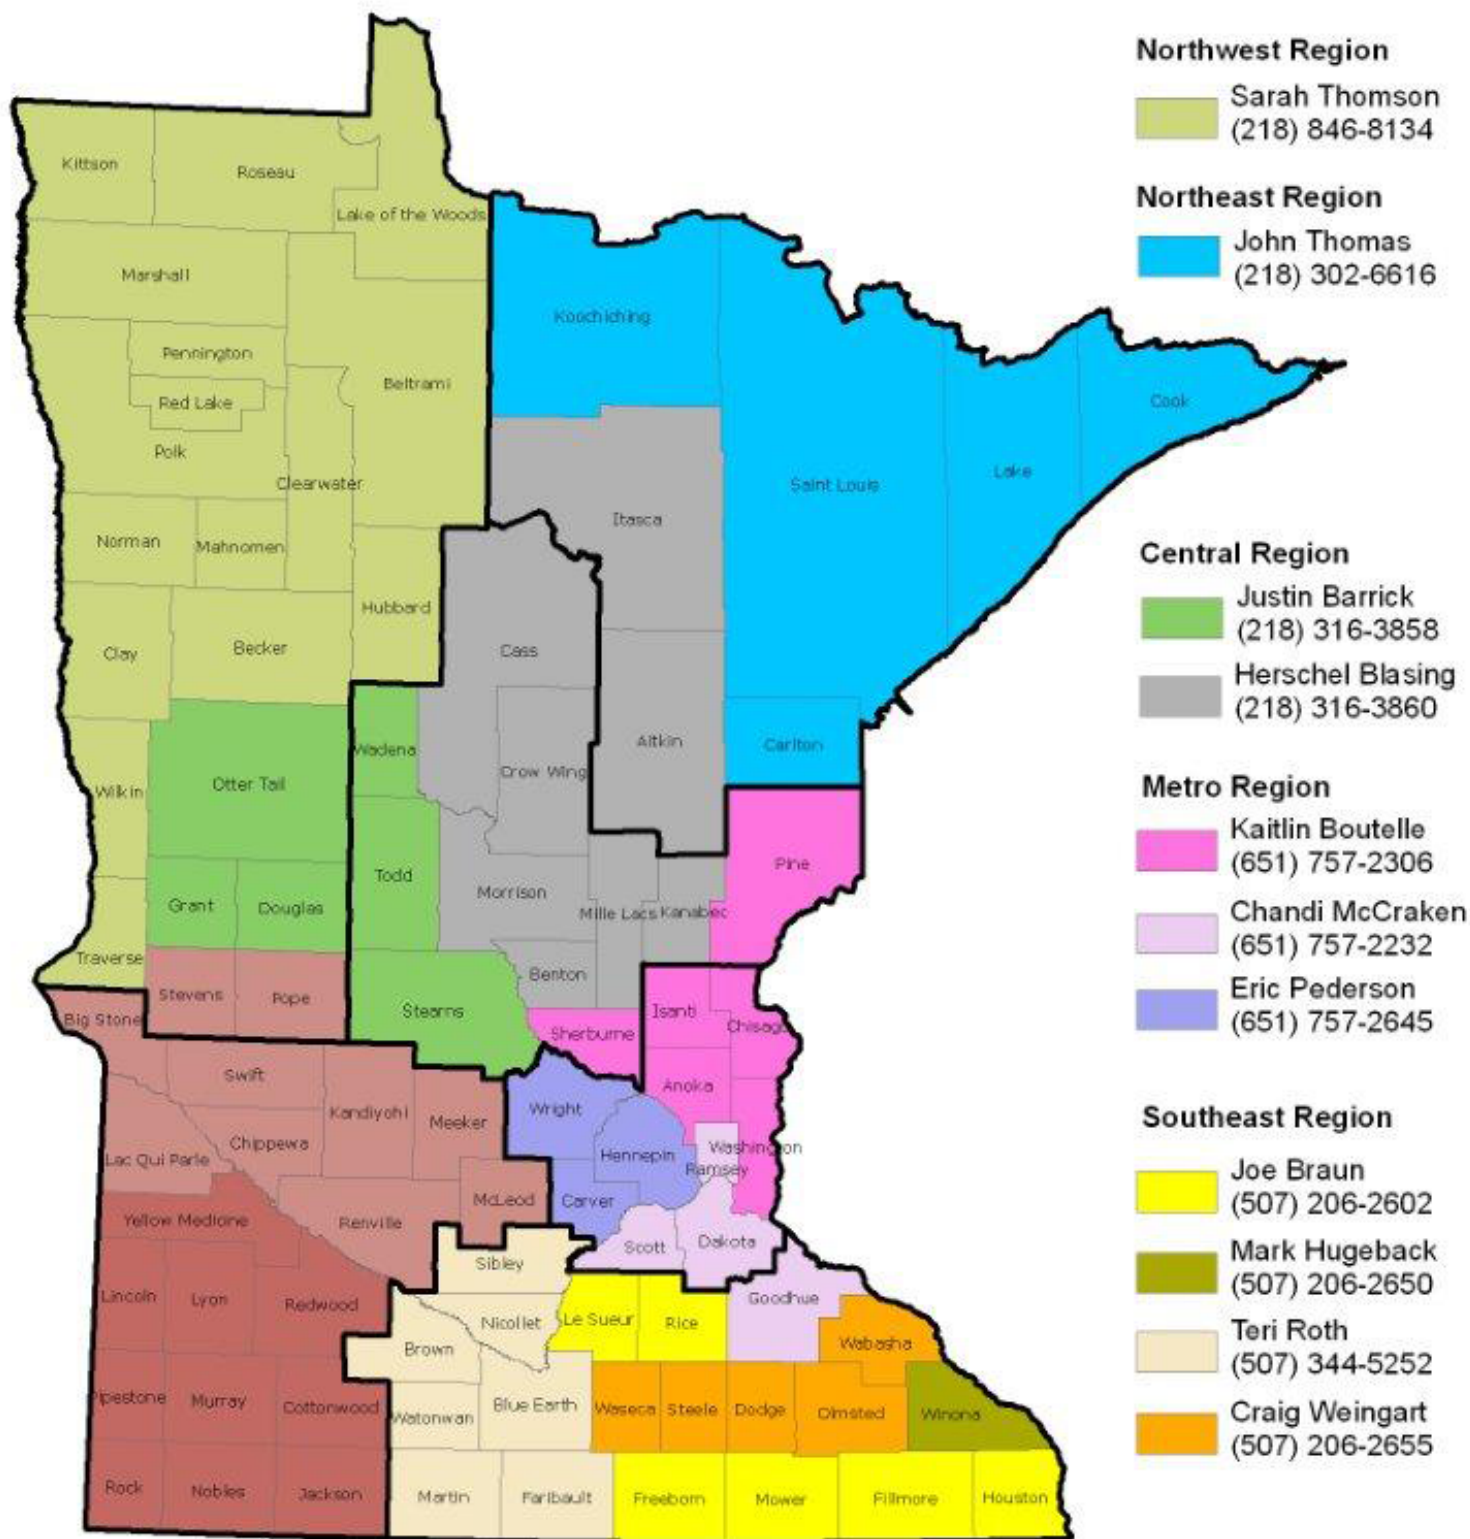 Northwest Region
Sarah Thomson
(218) 846-8134
Northeast Region
John Thomas
(218) 302-6616
Central Region
Justin Barrick
(218) 316-3858
Herschel Blasing
(218) 316-3860
Metro Region
Kaitlin Boutelle
(651) 757-2306
Chandi McCraken
(651) 757-2232
Eric Pederson
(651) 757-2645
Southeast Region
Joe Braun
(507) 206-2602
Mark Hugeback
(507) 206-2650
Teri Roth
(507) 344-5252
Craig Weingart
(507) 206-2655
Kittson
Roseau
Lake of the Woods
Marshall
Koochiching
Pennington
Beltrami
Red Lake
Cook
Polk
Lake
Clearwater
Saint Louis
Itasca
Norman
Mahnomen
Hubbard
Clay
Becker
Cass
Wadena
Aitkin
Carlton
Crow Wing
Otter Tail
Wilkin
Pine
Todd
Morrison
Grant
Douglas
Mille Lacs
Kanabec
Traverse
Benton
Stevens
Pope
Stearns
Isanti
Big Stone
Chisago
Sherburne
Swift
Anoka
Kandiyohi
Wright
Meeker
Chippewa
Washington
Hennepin
Lac Qui Parle
Ramsey
McLeod
Carver
Yellow Medicine
Renville
Dakota
Scott
Sibley
Lincoln
Lyon
Redwood
Goodhue
Nicollet
Le Sueur
Rice
Wabasha
Brown
Pipestone
Murray
Cottonwood
Blue Earth
Watonwan
Waseca
Steele
Dodge
Olmsted
Winona
Rock
Nobles
Jackson
Martin
Faribault
Freeborn
Mower
Fillmore
Houston